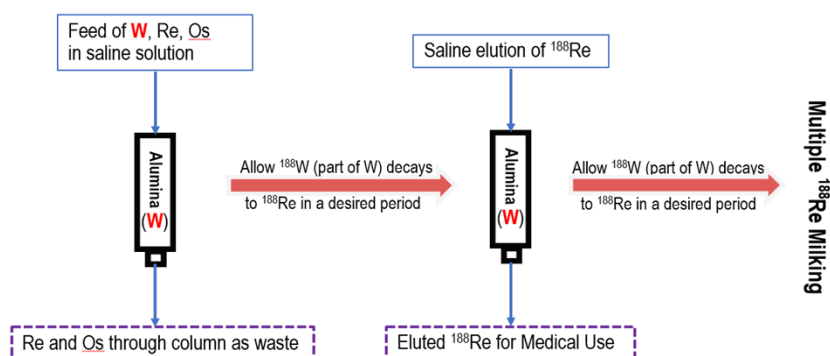 Feed of W, Re, Os
in saline solution
Alumina
(W)
Re and Os through column as waste
Allow ¹⁸⁸W (part of W) decays
to ¹⁸⁸Re in a desired period
Saline elution of ¹⁸⁸Re
Alumina
(W)
Eluted ¹⁸⁸Re for Medical Use
Allow ¹⁸⁸W (part of W) decays
to ¹⁸⁸Re in a desired period
Multiple ¹⁸⁸Re Milking